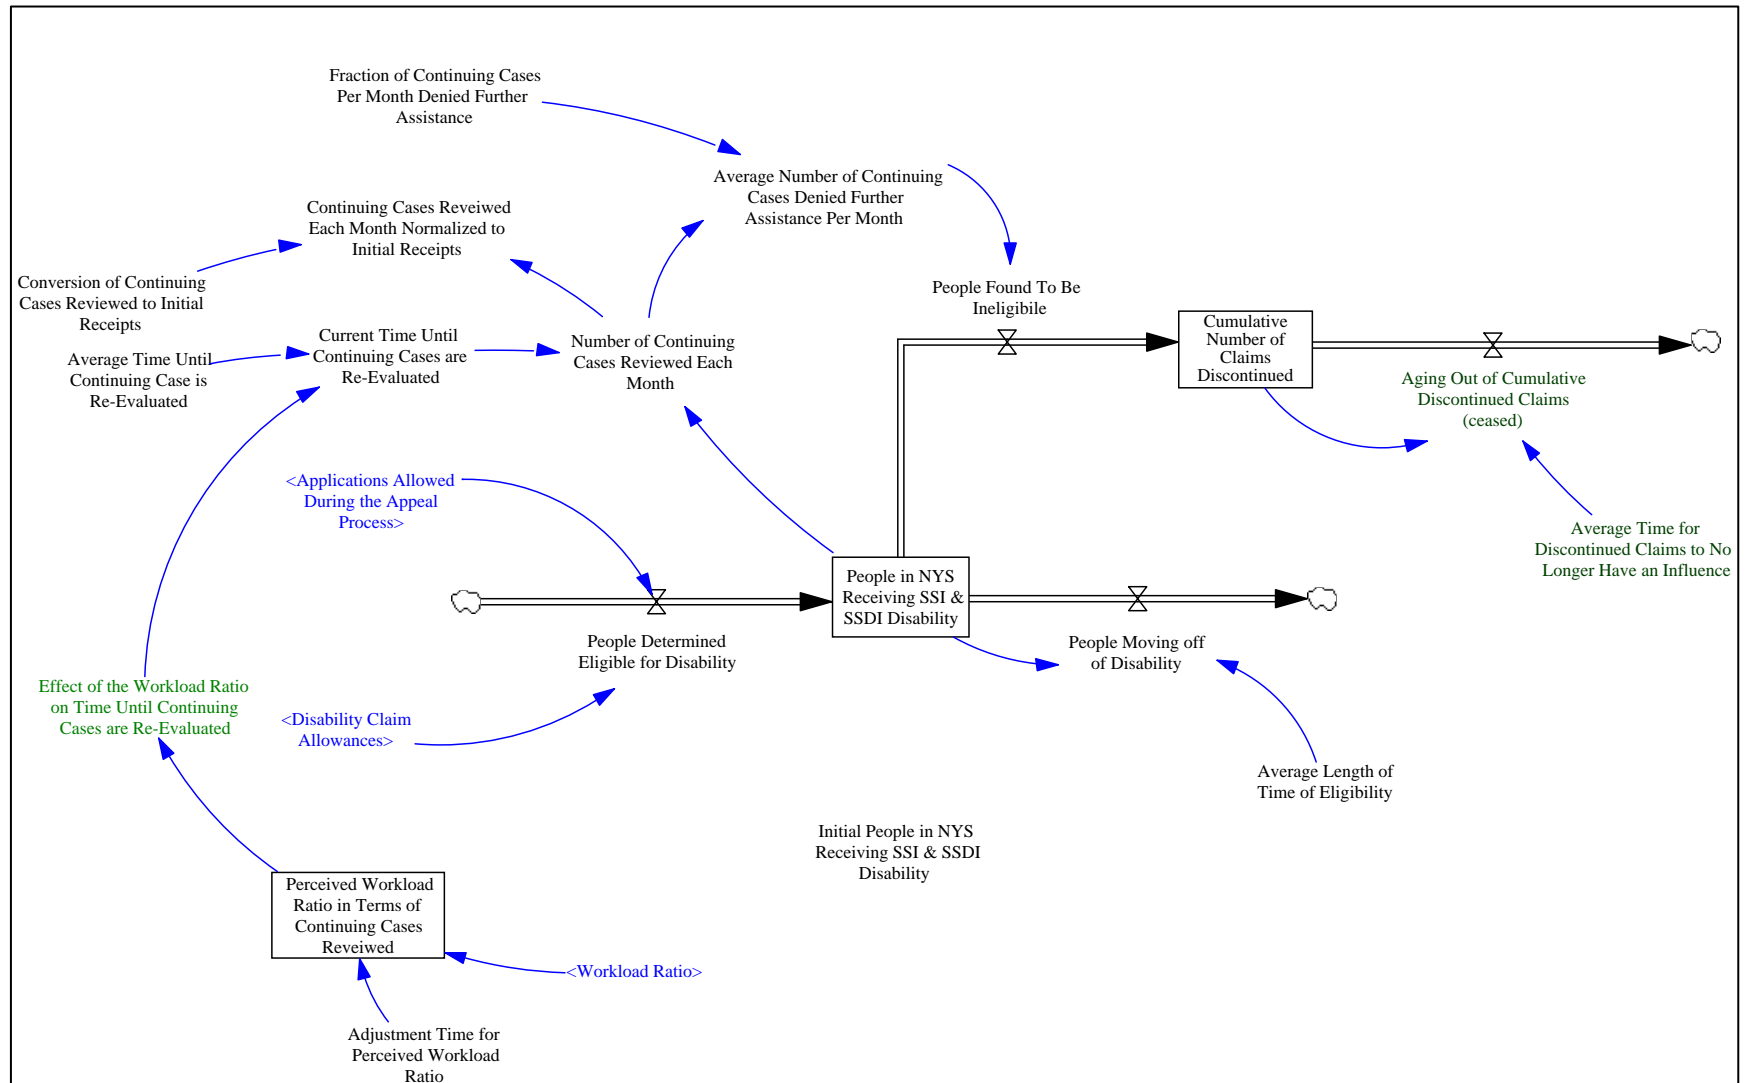 Fraction of Continuing Cases
Per Month Denied Further
Assistance
Average Number of Continuing
Cases Denied Further
Assistance Per Month
Continuing Cases Reveiwed
Each Month Normalized to
Initial Receipts
Conversion of Continuing
Cases Reviewed to Initial
Receipts
People Found To Be
Ineligibile
Cumulative
Number of
Claims
Discontinued
Current Time Until
Continuing Cases are
Re-Evaluated
Number of Continuing
Cases Reviewed Each
Month
Average Time Until
Continuing Case is
Re-Evaluated
Aging Out of Cumulative
Discontinued Claims
(ceased)
<Applications Allowed
During the Appeal
Process>
Average Time for
Discontinued Claims to No
Longer Have an Influence
People in NYS
Receiving SSI &
SSDI Disability
People Determined
Eligible for Disability
People Moving off
of Disability
Effect of the Workload Ratio
on Time Until Continuing
Cases are Re-Evaluated
<Disability Claim
Allowances>
Average Length of
Time of Eligibility
Initial People in NYS
Receiving SSI & SSDI
Disability
Perceived Workload
Ratio in Terms of
Continuing Cases
Reveiwed
<Workload Ratio>
Adjustment Time for
Perceived Workload
Ratio